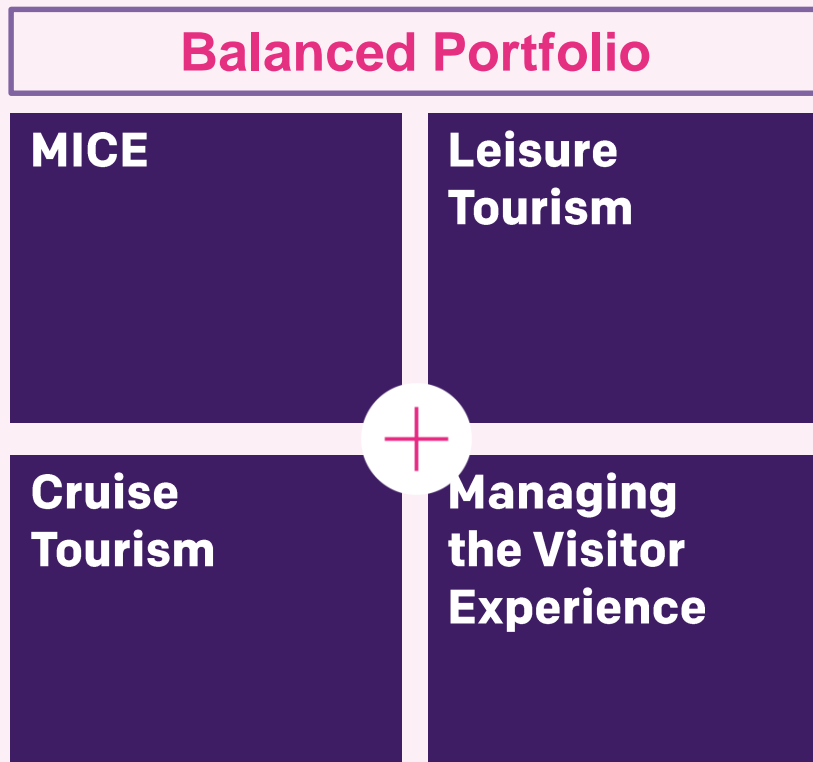 Balanced Portfolio
MICE
Leisure
Tourism
Cruise
Tourism
Managing
the Visitor
Experience